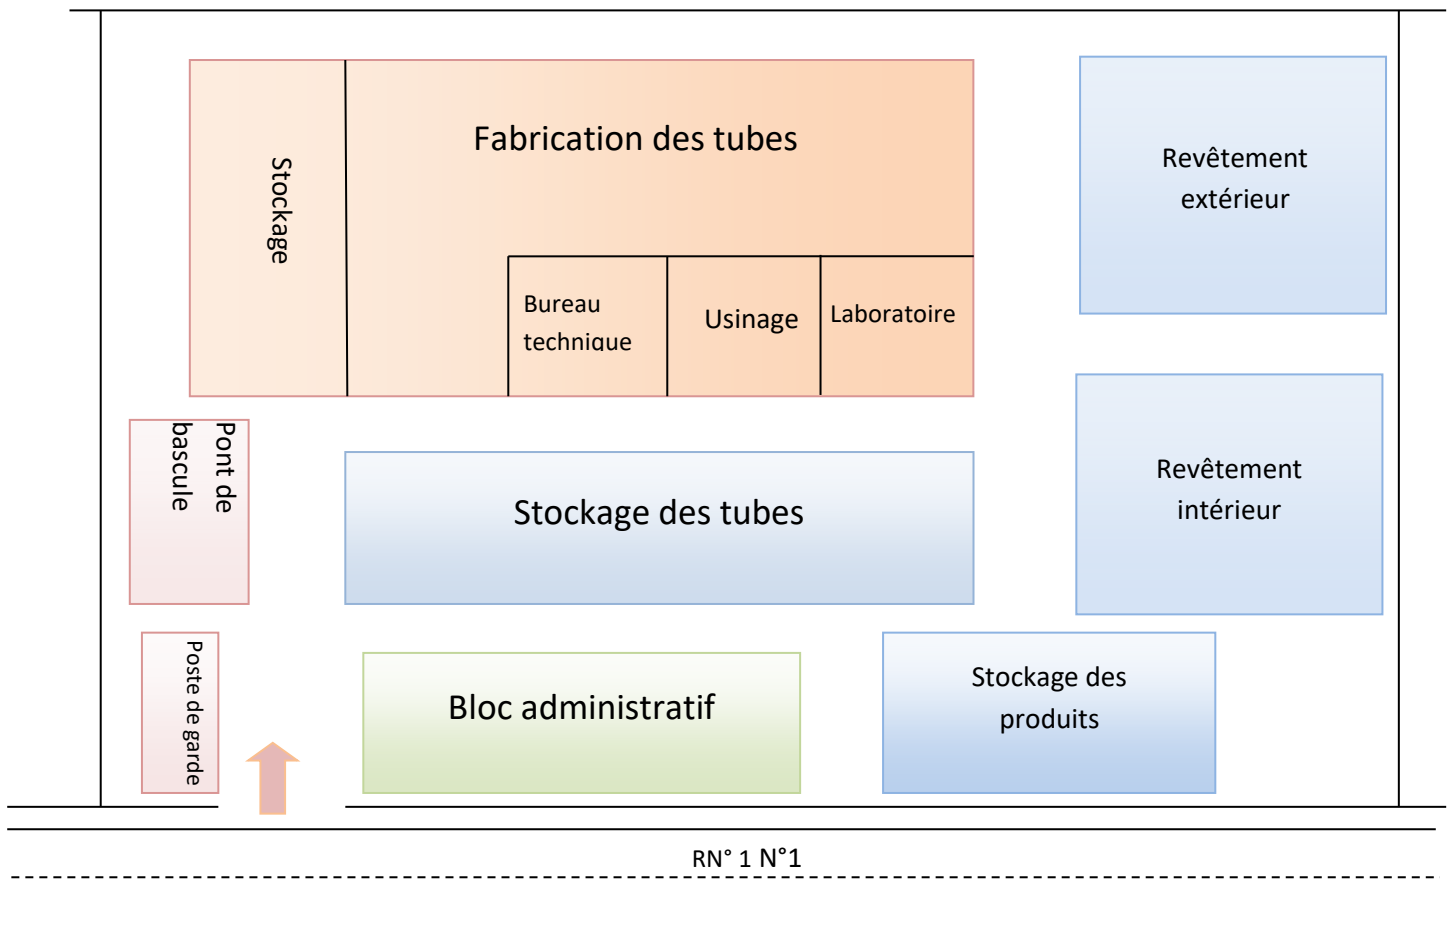 Fabrication des tubes
Stockage
Bureau
technique
Usinage
Laboratoire
Revêtement
extérieur
Pont de
bascule
Stockage des tubes
Revêtement
intérieur
Poste de garde
Bloc administratif
Stockage des
produits
RN° 1 N°1